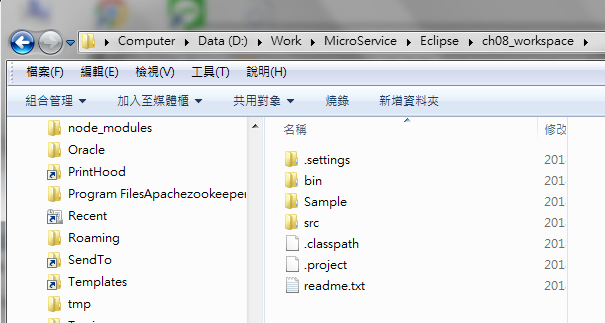 Computer ▸ Data (D:) ▸ Work ▸ MicroService ▸ Eclipse ▸ ch08_workspace ▸
檔案(F) 編輯(E) 檢視(V) 工具(T) 說明(H)
組合管理 加入至媒體櫃 共用對象 燒錄 新增資料夾
node_modules
Oracle
PrintHood
Program FilesApachezookeeper
Recent
Roaming
SendTo
Templates
tmp
名稱 修改
.settings 201
bin 201
Sample 201
src 201
.classpath 201
.project 201
readme.txt 201